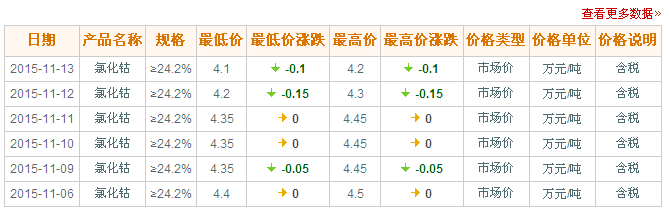 查看更多数据»
日期 产品名称 规格 最低价 最低价涨跌 最高价 最高价涨跌 价格类型 价格单位 价格说明
2015-11-13 氯化钴 ≥24.2% 4.1 -0.1 4.2 -0.1 市场价 万元/吨 含税
2015-11-12 氯化钴 ≥24.2% 4.2 -0.15 4.3 -0.15 市场价 万元/吨 含税
2015-11-11 氯化钴 ≥24.2% 4.35 0 4.45 0 市场价 万元/吨 含税
2015-11-10 氯化钴 ≥24.2% 4.35 0 4.45 0 市场价 万元/吨 含税
2015-11-09 氯化钴 ≥24.2% 4.35 -0.05 4.45 -0.05 市场价 万元/吨 含税
2015-11-06 氯化钴 ≥24.2% 4.4 0 4.5 0 市场价 万元/吨 含税